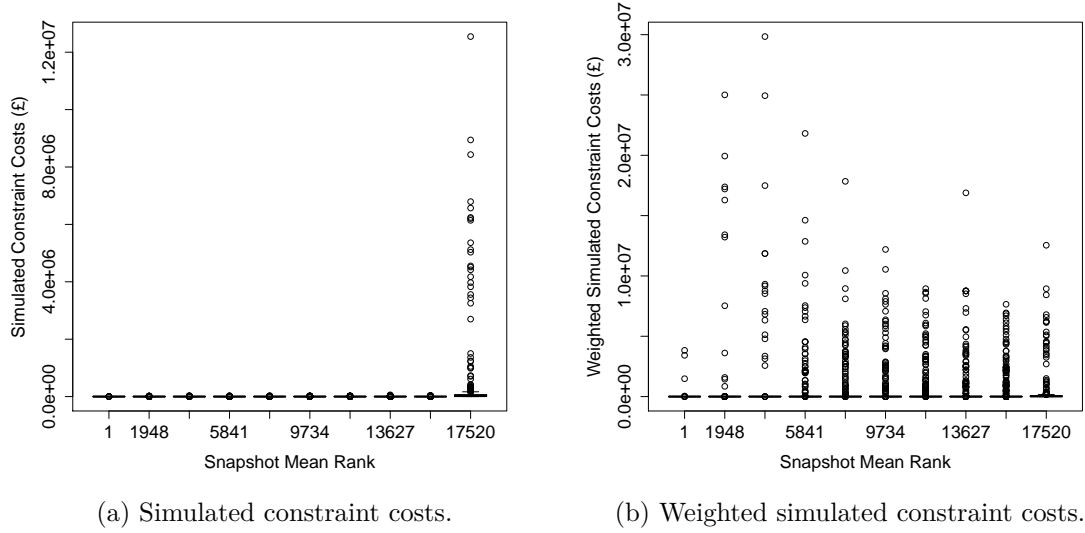 Simulated Constraint Costs (£)
1.2e+07
8.0e+06
4.0e+06
0.0e+00
1 1948 5841 9734 13627 17520
Snapshot Mean Rank
(a) Simulated constraint costs.
Weighted Simulated Constraint Costs (£)
3.0e+07
2.0e+07
1.0e+07
0.0e+00
1 1948 5841 9734 13627 17520
Snapshot Mean Rank
(b) Weighted simulated constraint costs.